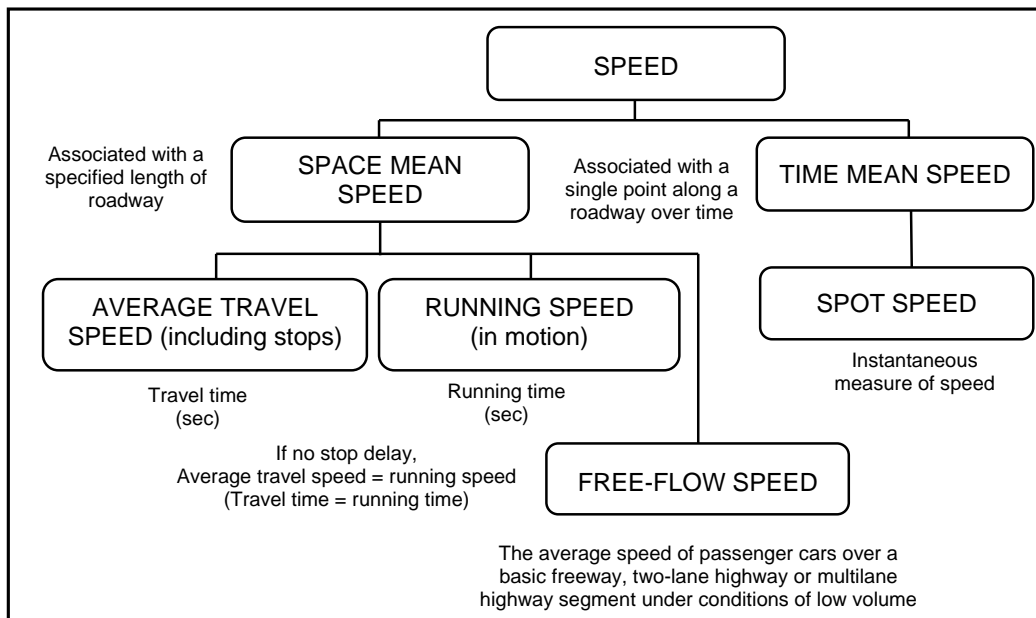 SPEED
Associated with a
specified length of
roadway
SPACE MEAN
SPEED
Associated with a
single point along a
roadway over time
TIME MEAN SPEED
AVERAGE TRAVEL
SPEED (including stops)
RUNNING SPEED
(in motion)
SPOT SPEED
Travel time
(sec)
Running time
(sec)
Instantaneous
measure of speed
If no stop delay,
Average travel speed = running speed
(Travel time = running time)
FREE-FLOW SPEED
The average speed of passenger cars over a
basic freeway, two-lane highway or multilane
highway segment under conditions of low volume